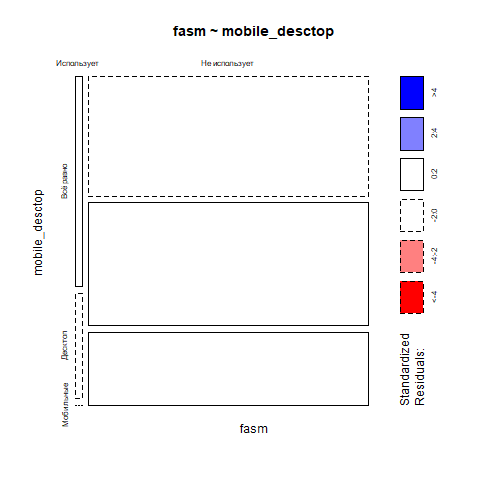 fasm ~ mobile_desctop
Использует
Не использует
mobile_desctop
Всё равно
Десктоп
Мобильные
fasm
>4
2:4
0:2
-2:0
-4:-2
<-4
Standardized
Residuals: